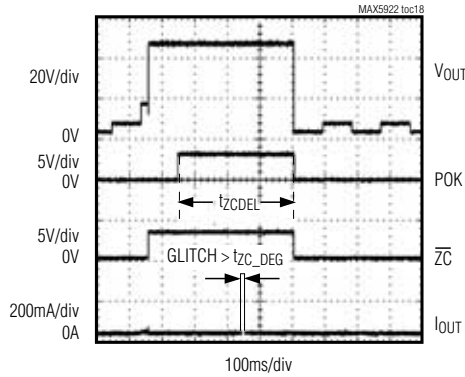 MAX5922 toc18
20V/div
VOUT
0V
5V/div
0V
POK
tZCDEL
5V/div
0V
GLITCH > tZC_DEG
ZC
200mA/div
0A
IOUT
100ms/div